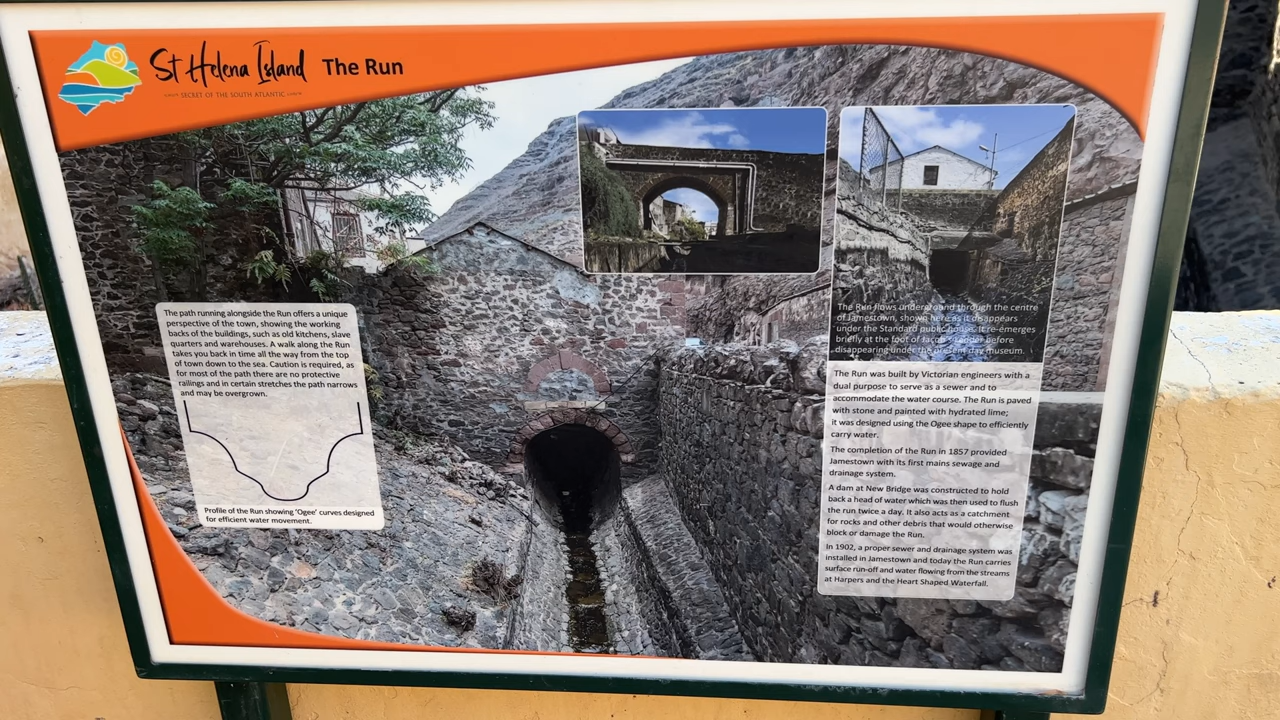 St Helena Island The Run
SECRET OF THE SOUTH ATLANTIC
The path running alongside the Run offers a unique
perspective of the town, showing the working
backs of the buildings, such as old kitchens, slave
quarters and warehouses. A walk along the Run
takes you back in time all the way from the top
of town down to the sea. Caution is required, as
for most of the path there are no protective
railings and in certain stretches the path narrows
and may be overgrown.
Profile of the Run showing 'Ogee' curves designed
for efficient water movement.
The Run flows underground through the centre
of Jamestown, shown here as it disappears
under the Standard public house. It re-emerges
briefly at the foot of Jacob's Ladder before
disappearing under the present day museum.
The Run was built by Victorian engineers with a
dual purpose to serve as a sewer and to
accommodate the water course. The Run is paved
with stone and painted with hydrated lime;
it was designed using the Ogee shape to efficiently
carry water.
The completion of the Run in 1857 provided
Jamestown with its first mains sewage and
drainage system.
A dam at New Bridge was constructed to hold
back a head of water which was then used to flush
the run twice a day. It also acts as a catchment
for rocks and other debris that would otherwise
block or damage the Run.
In 1902, a proper sewer and drainage system was
installed in Jamestown and today the Run carries
surface run-off and water flowing from the streams
at Harpers and the Heart Shaped Waterfall.